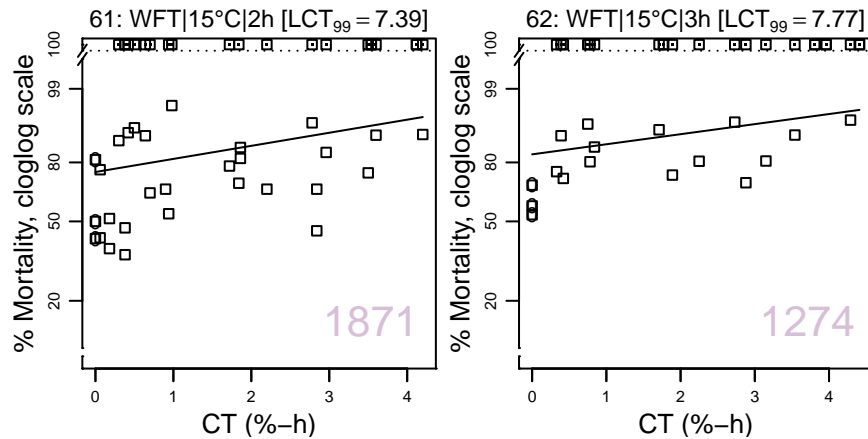 61: WFT|15°C|2h [LCT99 = 7.39]
% Mortality, cloglog scale
100
99
80
50
20
1871
0 1 2 3 4
CT (%−h)
62: WFT|15°C|3h [LCT99 = 7.77]
% Mortality, cloglog scale
100
99
80
50
20
1274
0 1 2 3 4
CT (%−h)